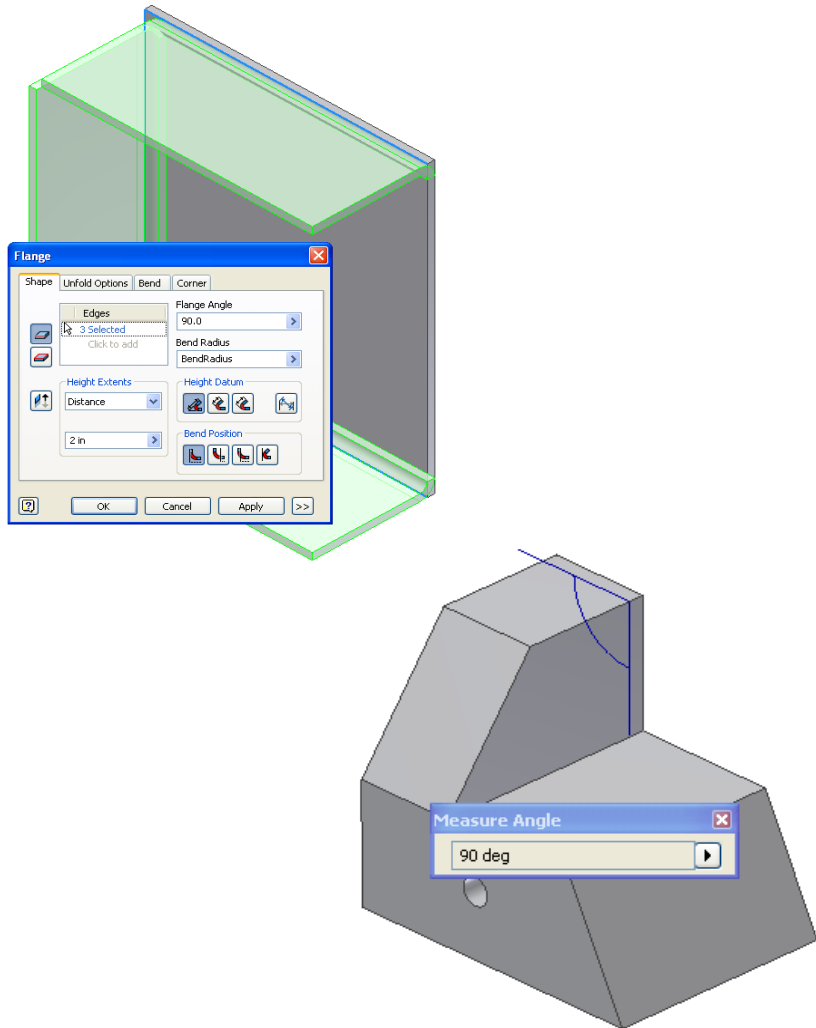 Flange
Shape Unfold Options Bend Corner
Edges
3 Selected
Click to add
Flange Angle
90.0 >
Bend Radius
BendRadius >
Height Extents
Distance
2 in >
Height Datum
Bend Position
OK Cancel Apply >>
Measure Angle
90 deg